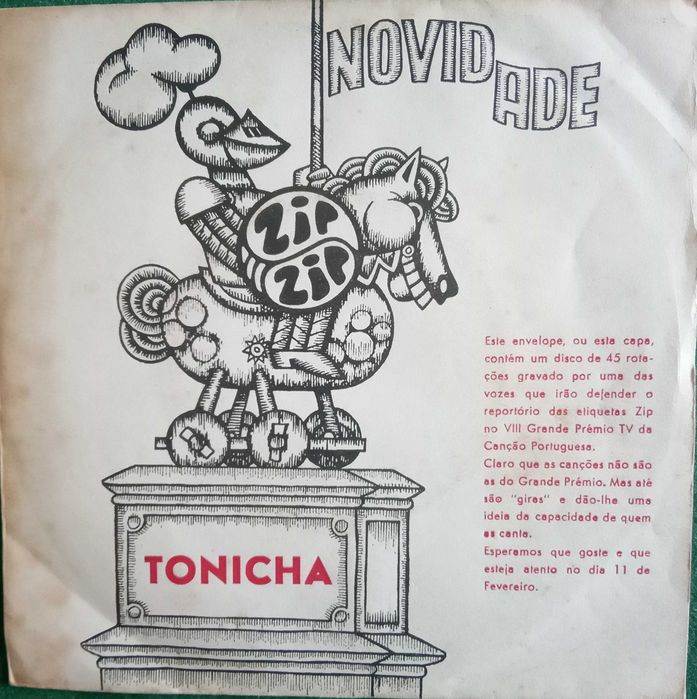 NOVIDADE
Zip
Zip
Este envelope, ou esta capa,
contém um disco de 45 rota-
ções gravado por uma das
vozes que irão defender o
reportório das etiquetas Zip
no VIII Grande Prémio TV da
Canção Portuguesa.
Claro que as canções não são
as do Grande Prémio. Mas até
são "giras" e dão-lhe uma
ideia da capacidade de quem
as canta.
Esperamos que goste e que
esteja atento no dia 11 de
Fevereiro.
TONICHA